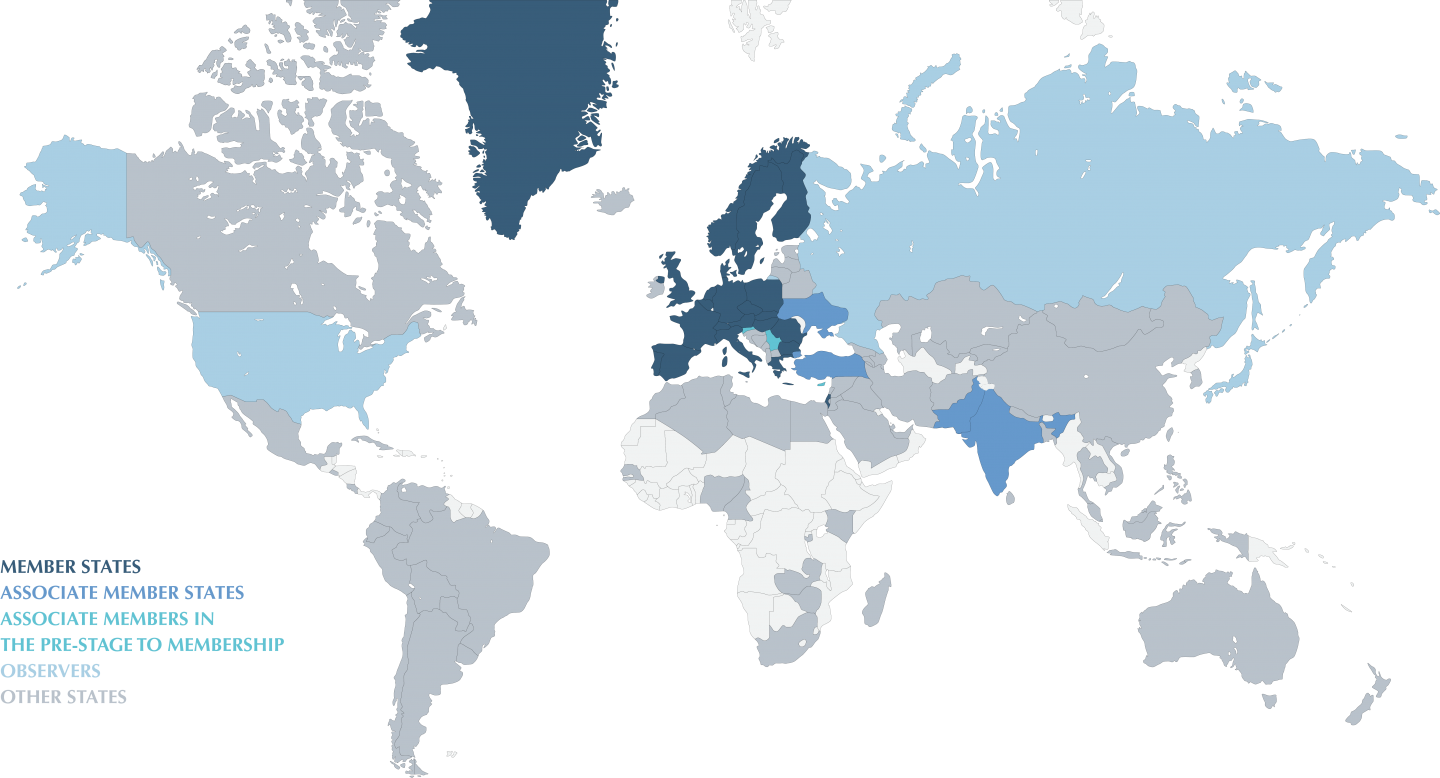 MEMBER STATES
ASSOCIATE MEMBER STATES
ASSOCIATE MEMBERS IN
THE PRE-STAGE TO MEMBERSHIP
OBSERVERS
OTHER STATES